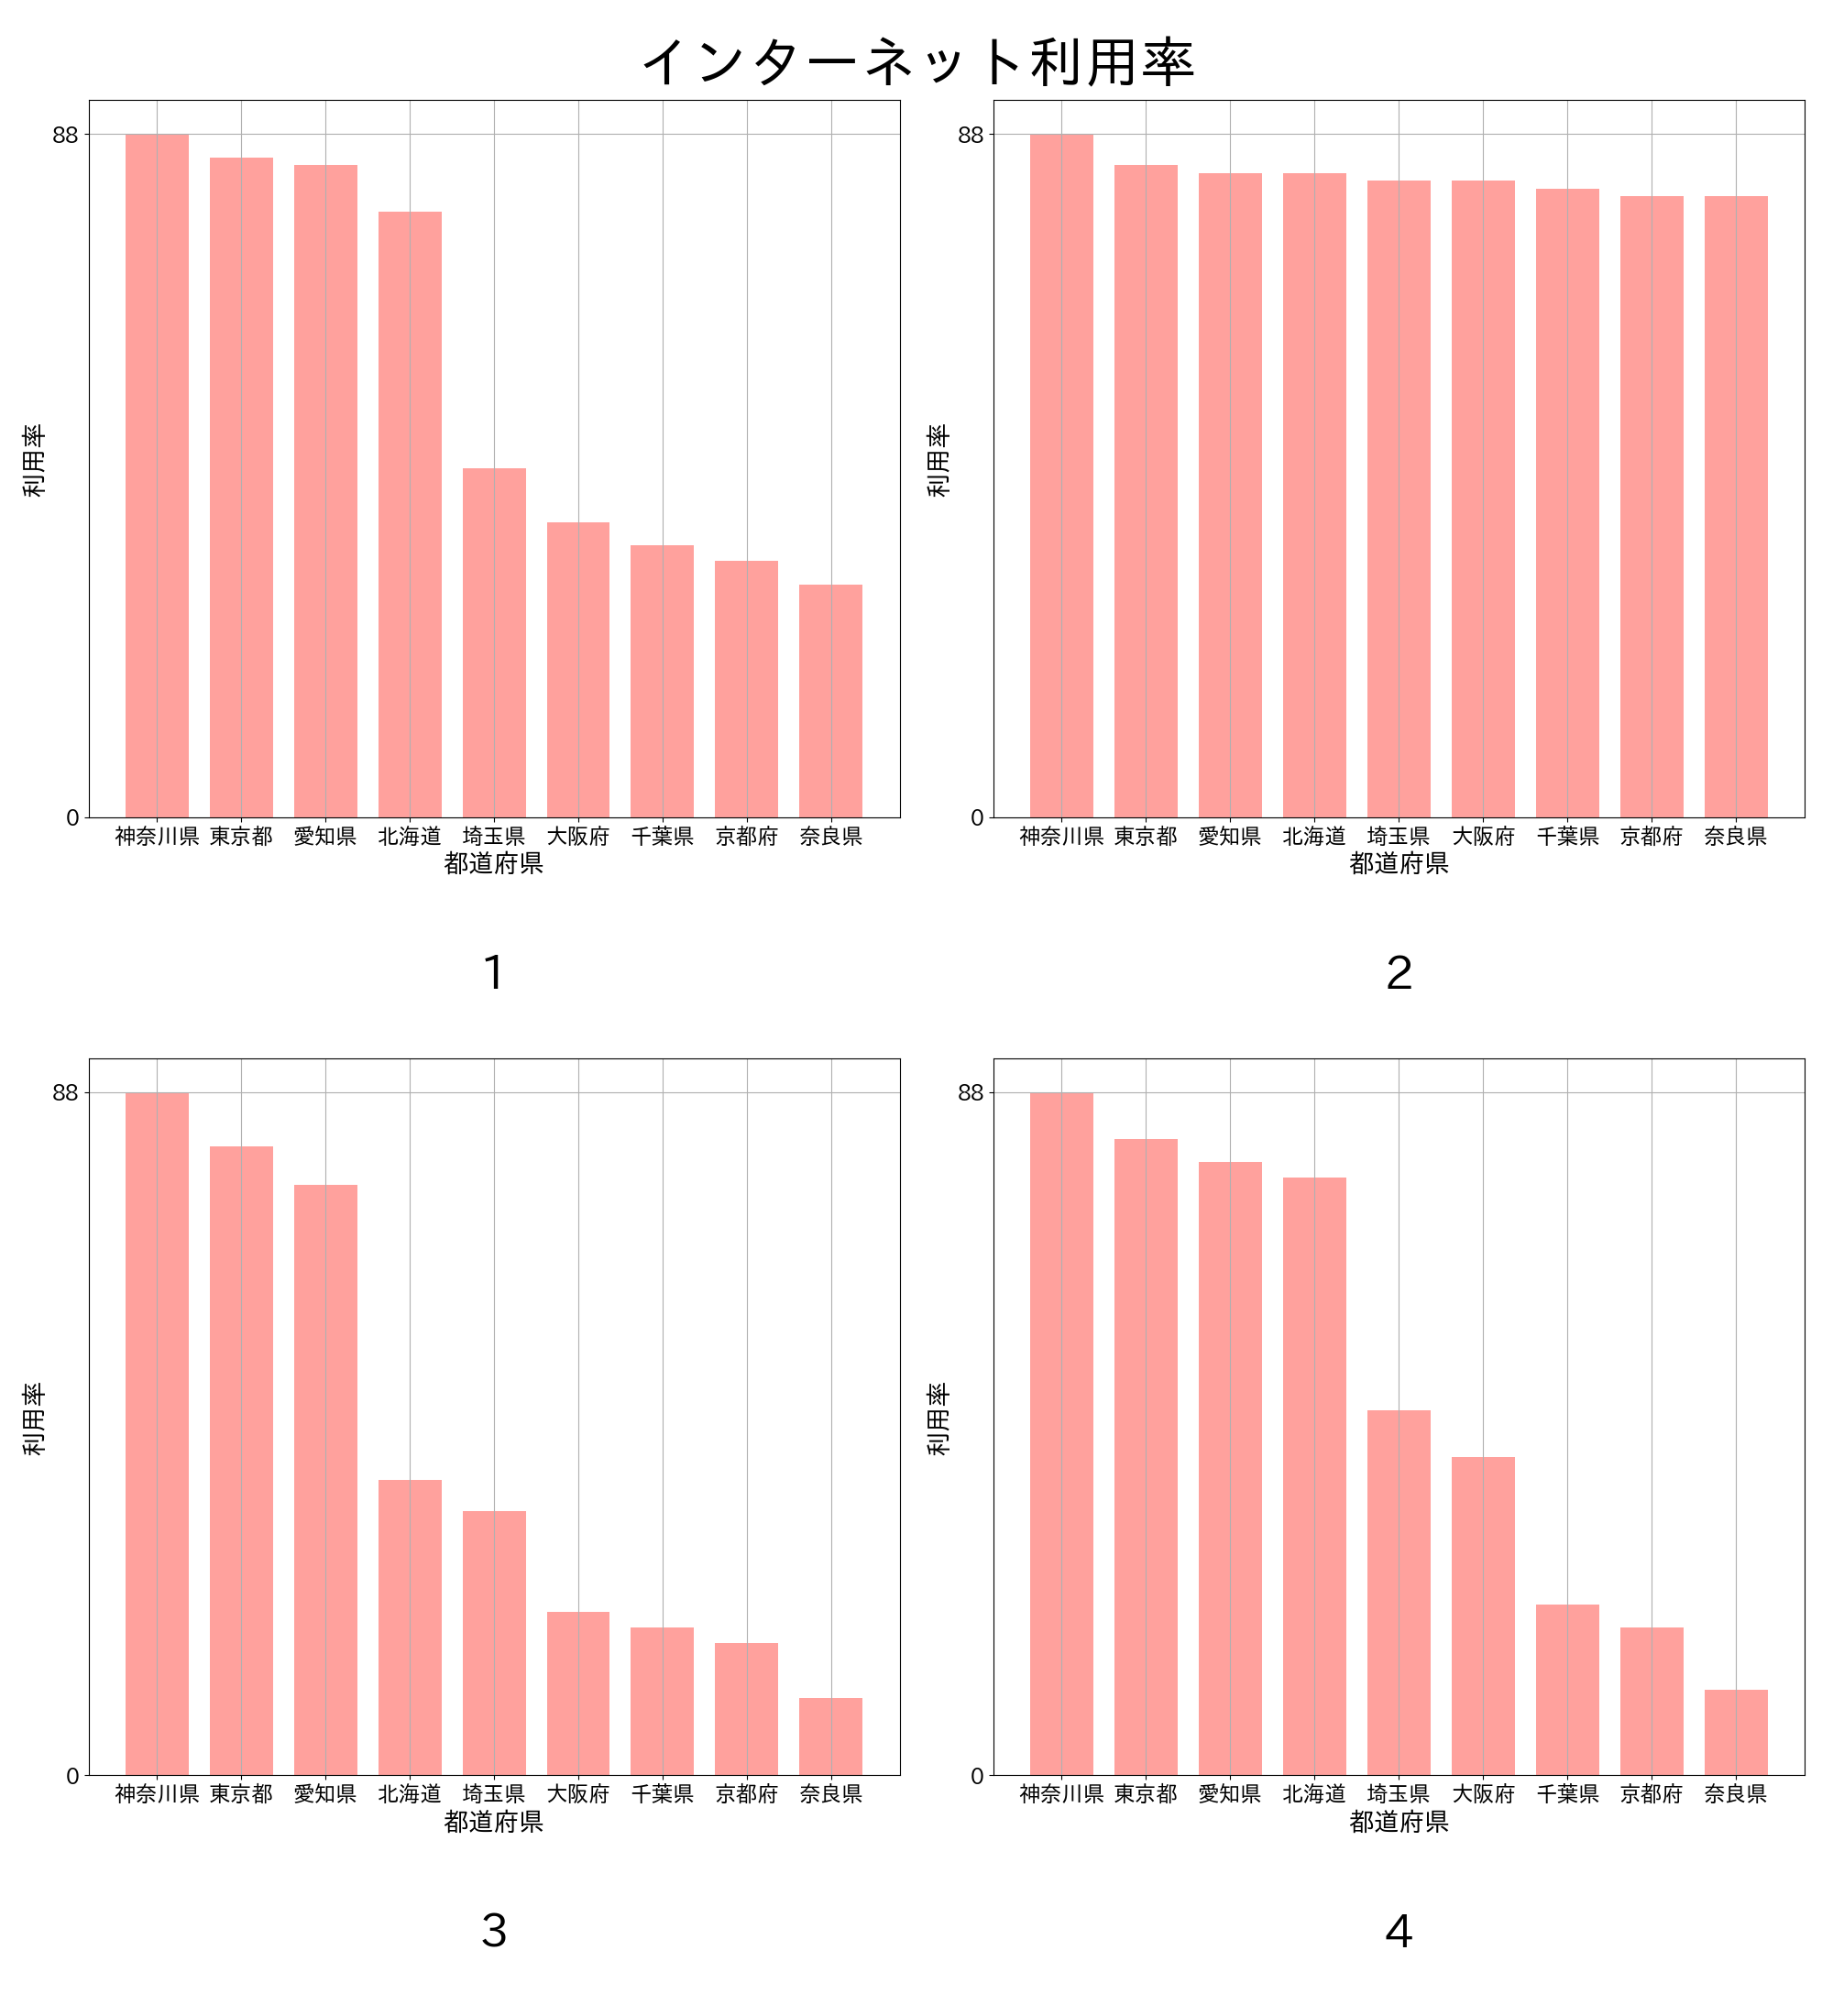 インターネット利用率
88
0
利用率
神奈川県 東京都 愛知県 北海道 埼玉県 大阪府 千葉県 京都府 奈良県
都道府県
1
88
0
利用率
神奈川県 東京都 愛知県 北海道 埼玉県 大阪府 千葉県 京都府 奈良県
都道府県
2
88
0
利用率
神奈川県 東京都 愛知県 北海道 埼玉県 大阪府 千葉県 京都府 奈良県
都道府県
3
88
0
利用率
神奈川県 東京都 愛知県 北海道 埼玉県 大阪府 千葉県 京都府 奈良県
都道府県
4